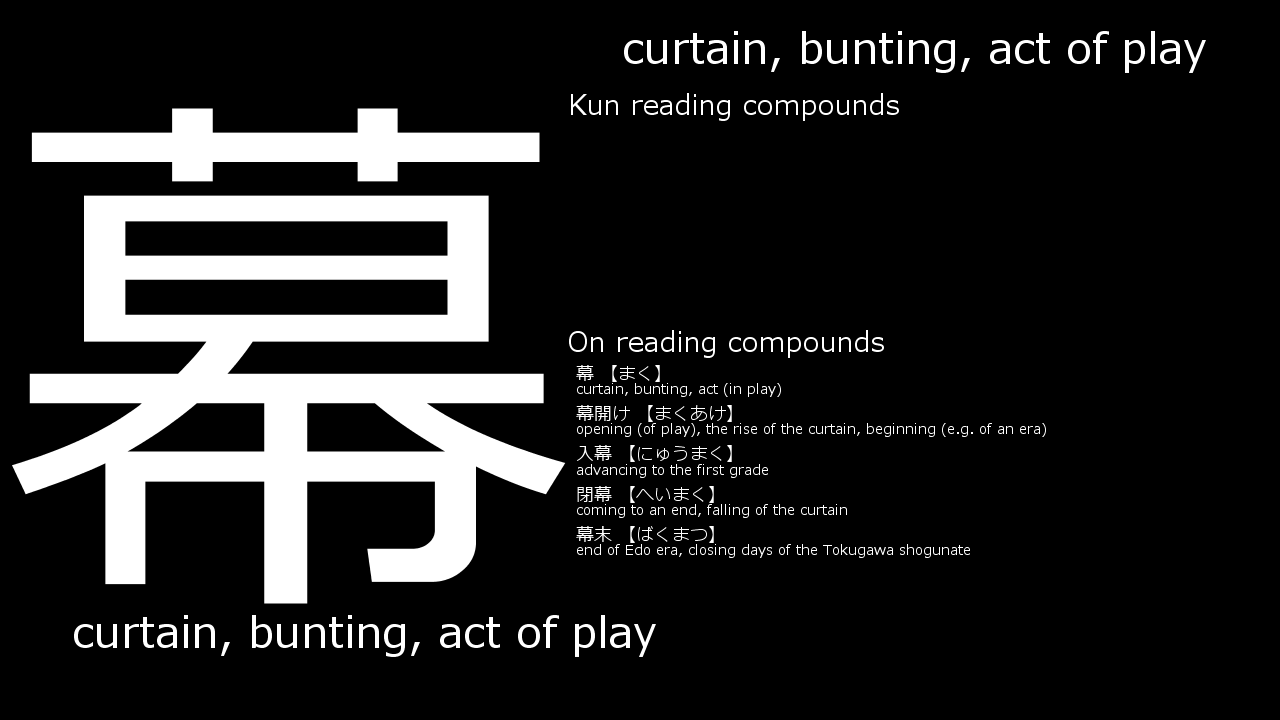 幕
curtain, bunting, act of play
curtain, bunting, act of play
Kun reading compounds
On reading compounds
幕 【まく】
curtain, bunting, act (in play)
幕開け 【まくあけ】
opening (of play), the rise of the curtain, beginning (e.g. of an era)
入幕 【にゅうまく】
advancing to the first grade
閉幕 【へいまく】
coming to an end, falling of the curtain
幕末 【ばくまつ】
end of Edo era, closing days of the Tokugawa shogunate